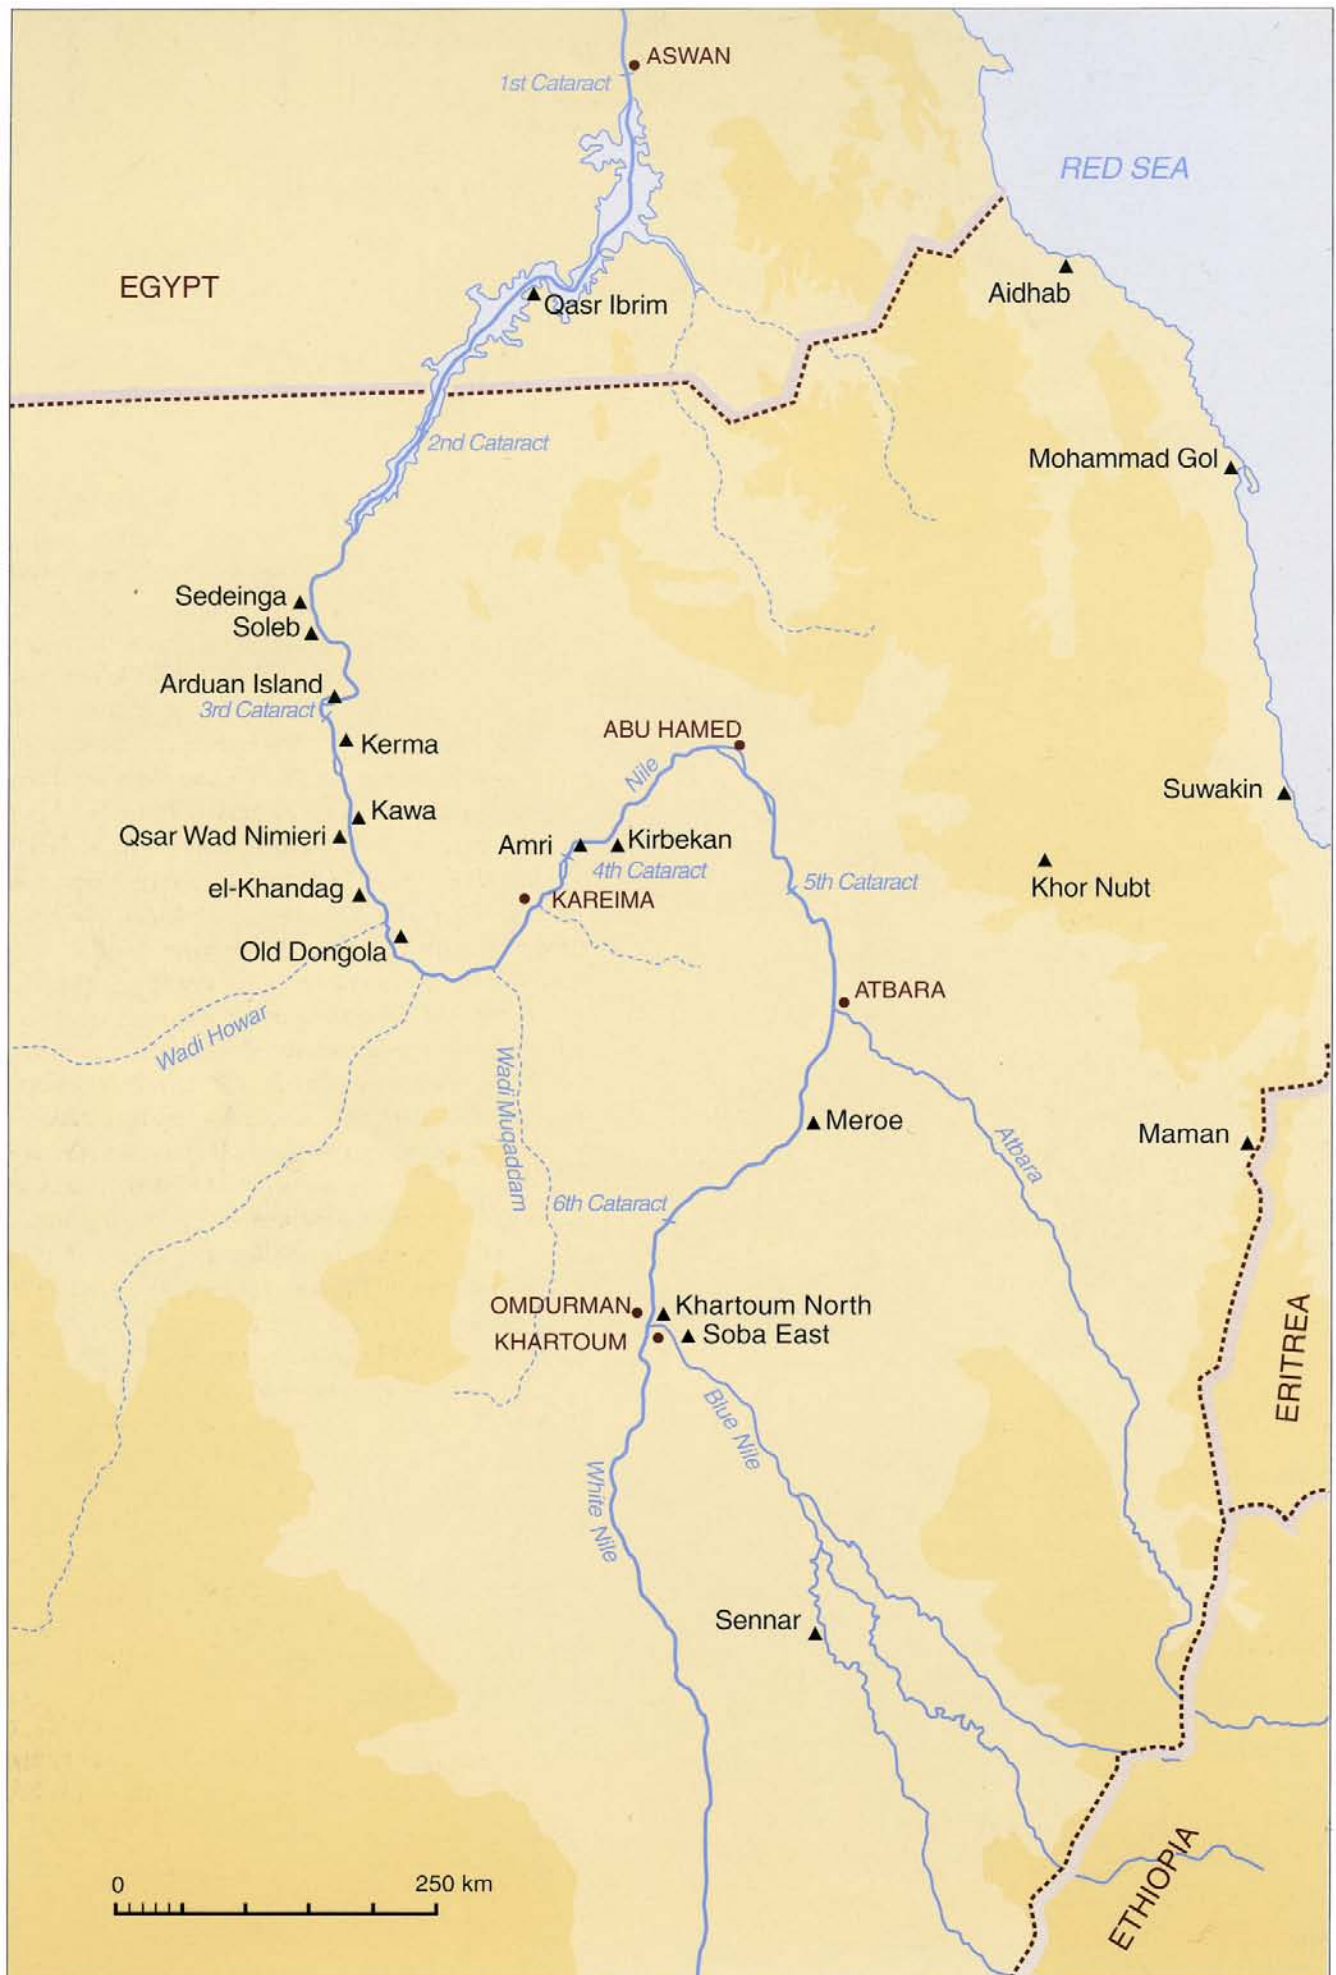 ASWAN
1st Cataract
RED SEA
EGYPT
Aidhab
Qasr Ibrim
2nd Cataract
Mohammad Gol
Sedeinga
Soleb
Arduan Island
3rd Cataract
ABU HAMED
Kerma
Nile
Suwakin
Kawa
Qsar Wad Nimieri
Amri
Kirbekan
4th Cataract
5th Cataract
el-Khandag
Khor Nubt
KAREIMA
Old Dongola
ATBARA
Wadi Howar
Wadi Muqaddam
Meroe
Atbara
Maman
6th Cataract
OMDURMAN
Khartoum North
KHARTOUM
Soba East
ERITREA
Blue Nile
White Nile
Sennar
0
250 km
ETHIOPIA